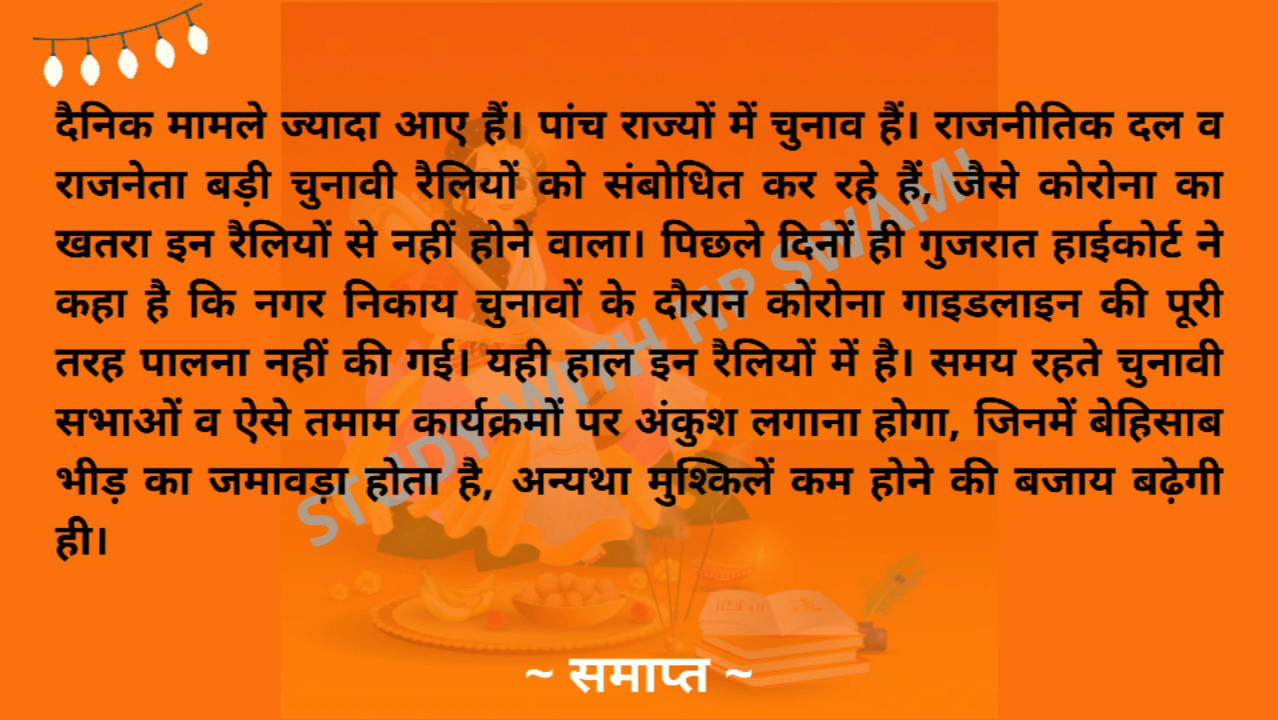 दैनिक मामले ज्यादा आए हैं। पांच राज्यों में चुनाव हैं। राजनीतिक दल व
राजनेता बड़ी चुनावी रैलियों को संबोधित कर रहे हैं, जैसे कोरोना का
खतरा इन रैलियों से नहीं होने वाला। पिछले दिनों ही गुजरात हाईकोर्ट ने
कहा है कि नगर निकाय चुनावों के दौरान कोरोना गाइडलाइन की पूरी
तरह पालना नहीं की गई। यही हाल इन रैलियों में है। समय रहते चुनावी
सभाओं व ऐसे तमाम कार्यक्रमों पर अंकुश लगाना होगा, जिनमें बेहिसाब
भीड़ का जमावड़ा होता है, अन्यथा मुश्किलें कम होने की बजाय बढ़ेगी
ही।
STUDY WITH HP SWAMI
~ समाप्त ~